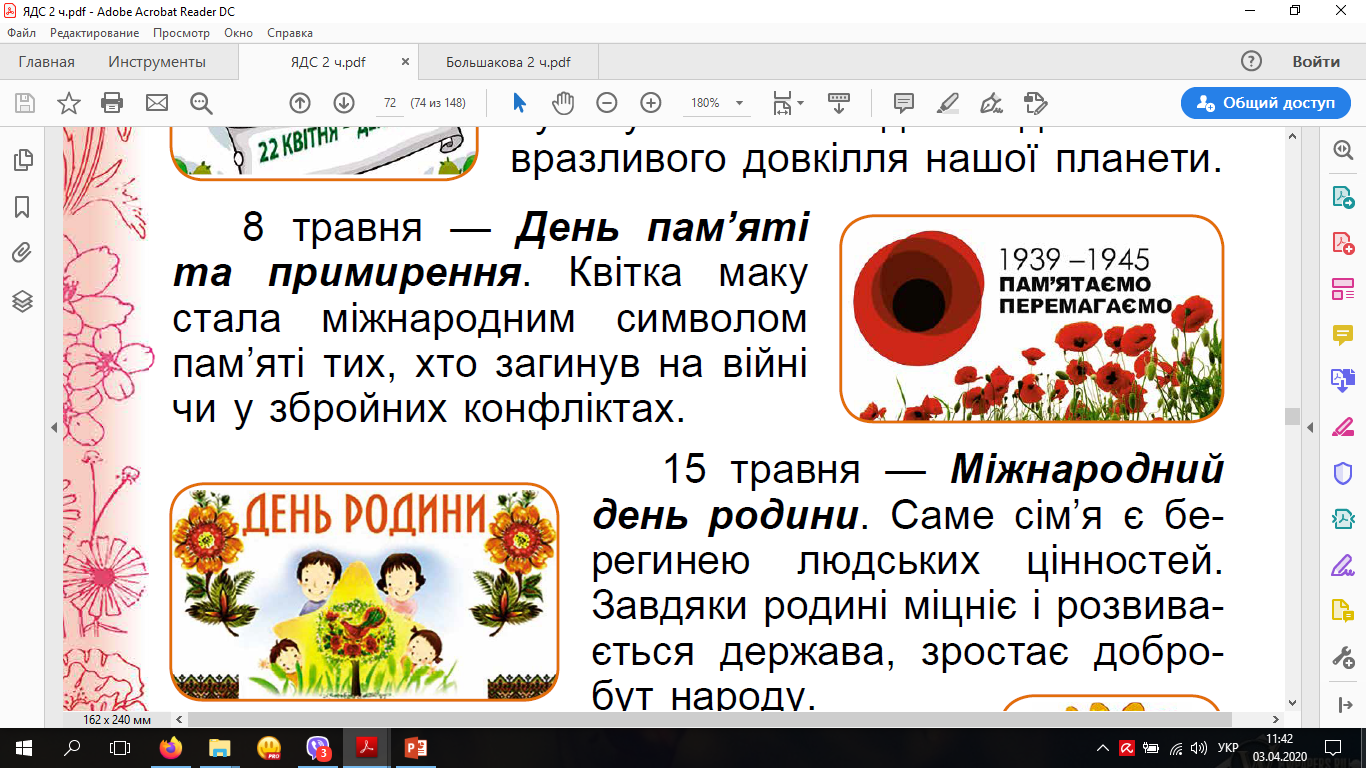 ЯДС 2 ч.pdf - Adobe Acrobat Reader DC
Файл Редактирование Просмотр Окно Справка
Главная Инструменты ЯДС 2 ч.pdf × Большакова 2 ч.pdf Войти
72 (74 из 148) 180% Общий доступ
22 КВІТНЯ –
вразливого довкілля нашої планети.
8 травня — День пам’яті
та примирення. Квітка маку
стала міжнародним символом
пам’яті тих, хто загинув на війні
чи у збройних конфліктах.
1939 –1945
ПАМ’ЯТАЄМО
ПЕРЕМАГАЄМО
15 травня — Міжнародний
день родини. Саме сім’я є бе-
регинею людських цінностей.
Завдяки родині міцніє і розвива-
ється держава, зростає добро-
бут народу.
ДЕНЬ РОДИНИ
162 x 240 мм
PRO 3 УКР 11:42
03.04.2020